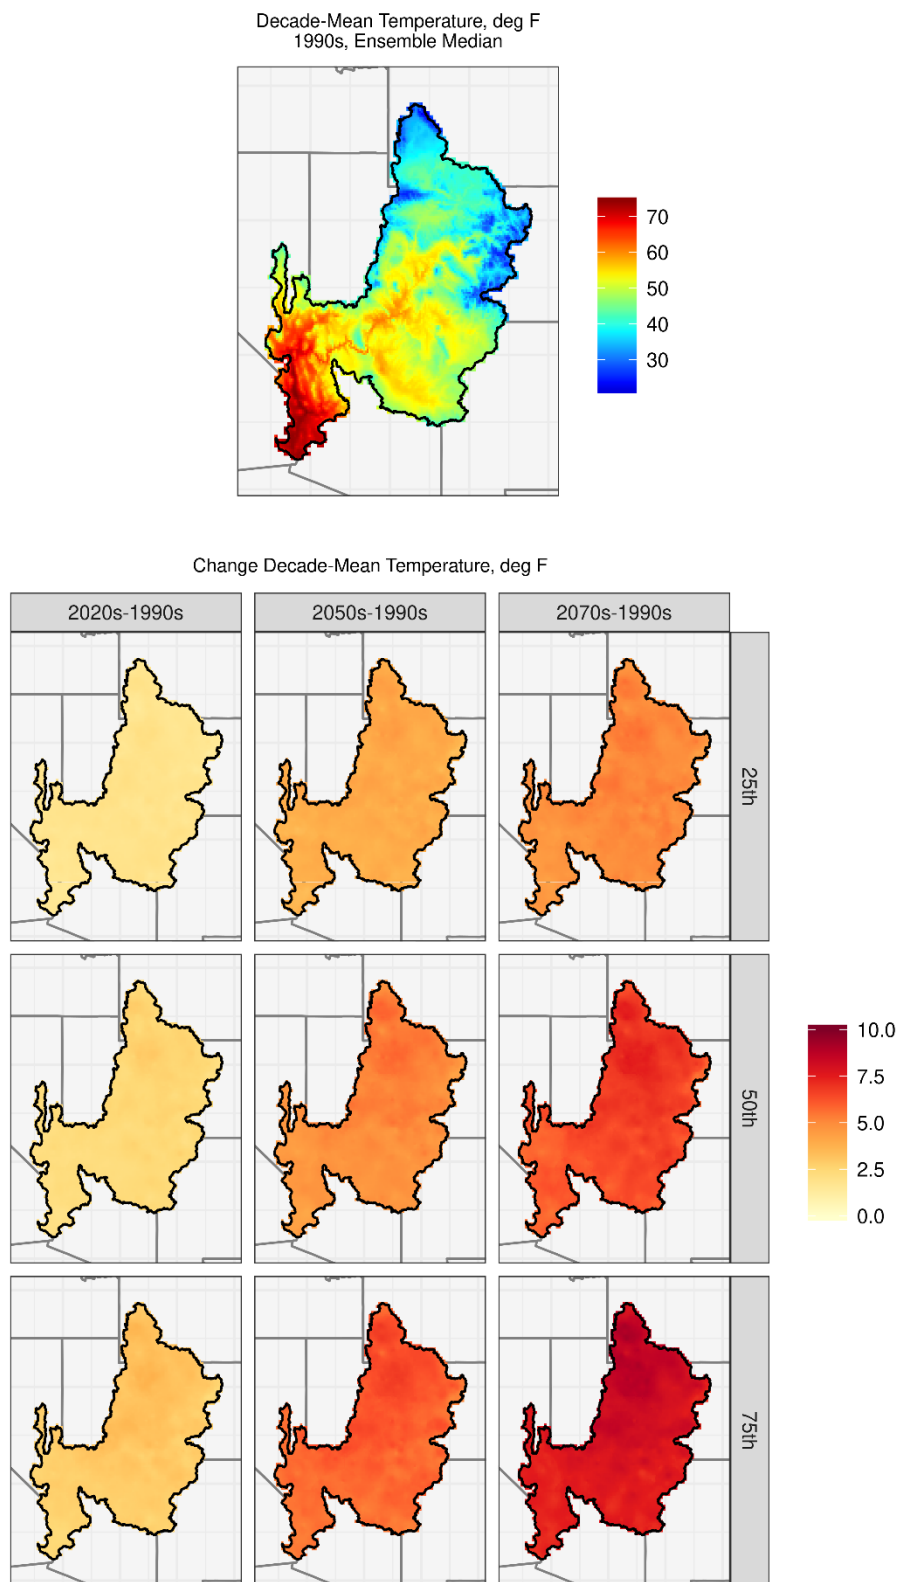 Decade-Mean Temperature, deg F
1990s, Ensemble Median
70
60
50
40
30
Change Decade-Mean Temperature, deg F
2020s-1990s
2050s-1990s
2070s-1990s
25th
50th
75th
10.0
7.5
5.0
2.5
0.0